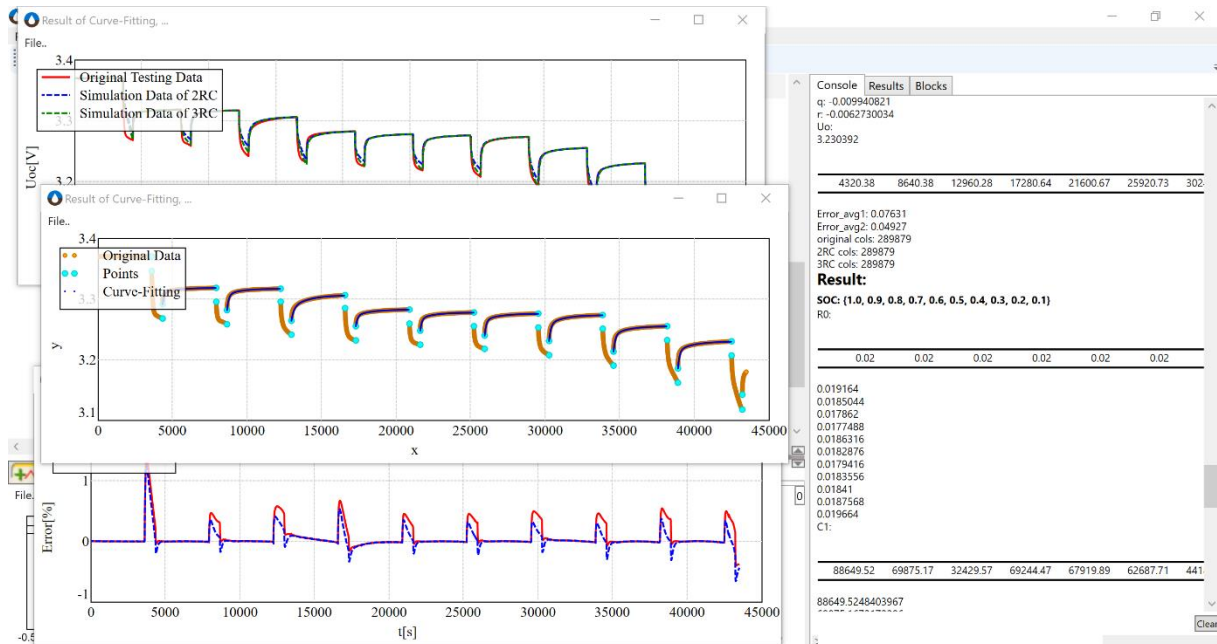 Result of Curve-Fitting, ...
File..
3.4
Original Testing Data
Simulation Data of 2RC
Simulation Data of 3RC
3.3
3.2
Uoc[V]
Result of Curve-Fitting, ...
File..
3.4
Original Data
Points
Curve-Fitting
3.3
3.2
3.1
y
0 5000 10000 15000 20000 25000 30000 35000 40000 45000
x
1
0
-1
Error[%]
0 5000 10000 15000 20000 25000 30000 35000 40000 45000
t[s]
File.
-0.5
0
Console Results Blocks
q: -0.009940821
r: -0.0062730034
Uo:
3.230392
4320.38 8640.38 12960.28 17280.64 21600.67 25920.73 302
Error_avg1: 0.07631
Error_avg2: 0.04927
original cols: 289879
2RC cols: 289879
3RC cols: 289879
Result:
SOC: {1.0, 0.9, 0.8, 0.7, 0.6, 0.5, 0.4, 0.3, 0.2, 0.1}
R0:
0.02 0.02 0.02 0.02 0.02 0.02
0.019164
0.0185044
0.017862
0.0177488
0.0186316
0.0182876
0.0179416
0.0183556
0.01841
0.0187568
0.019664
C1:
88649.52 69875.17 32429.57 69244.47 67919.89 62687.71 441
88649.5248403967
Clear